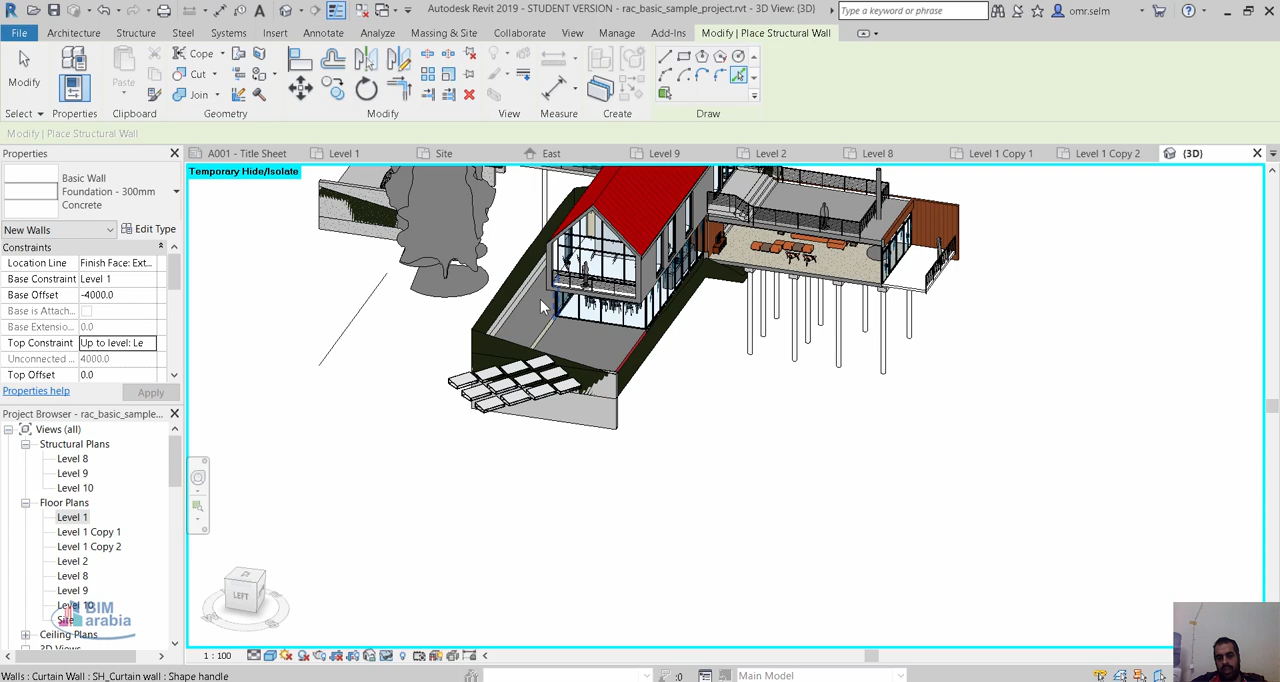 Autodesk Revit 2019 - STUDENT VERSION - rac_basic_sample_project.rvt - 3D View: {3D}
Type a keyword or phrase
omr.selm
File Architecture Structure Steel Systems Insert Annotate Analyze Massing & Site Collaborate View Manage Add-Ins Modify | Place Structural Wall
Modify Paste Cope Cut Join
Select Properties Clipboard Geometry Modify View Measure Create Draw
Modify | Place Structural Wall
Properties
A001 - Title Sheet Level 1 Site East Level 9 Level 2 Level 8 Level 1 Copy 1 Level 1 Copy 2 {3D}
Temporary Hide/Isolate
Basic Wall
Foundation - 300mm
Concrete
New Walls Edit Type
Constraints
Location Line Finish Face: Ext...
Base Constraint Level 1
Base Offset -4000.0
Base is Attach...
Base Extensio... 0.0
Top Constraint Up to level: Le
Unconnected ... 4000.0
Top Offset 0.0
Properties help Apply
Project Browser - rac_basic_sample...
Views (all)
Structural Plans
Level 8
Level 9
Level 10
Floor Plans
Level 1
Level 1 Copy 1
Level 1 Copy 2
Level 2
Level 8
Level 9
Level 10
Site
BIM
arabia
Ceiling Plans
3D Views
LEFT
1 : 100
Walls : Curtain Wall : SH_Curtain wall : Shape handle
:0 Main Model